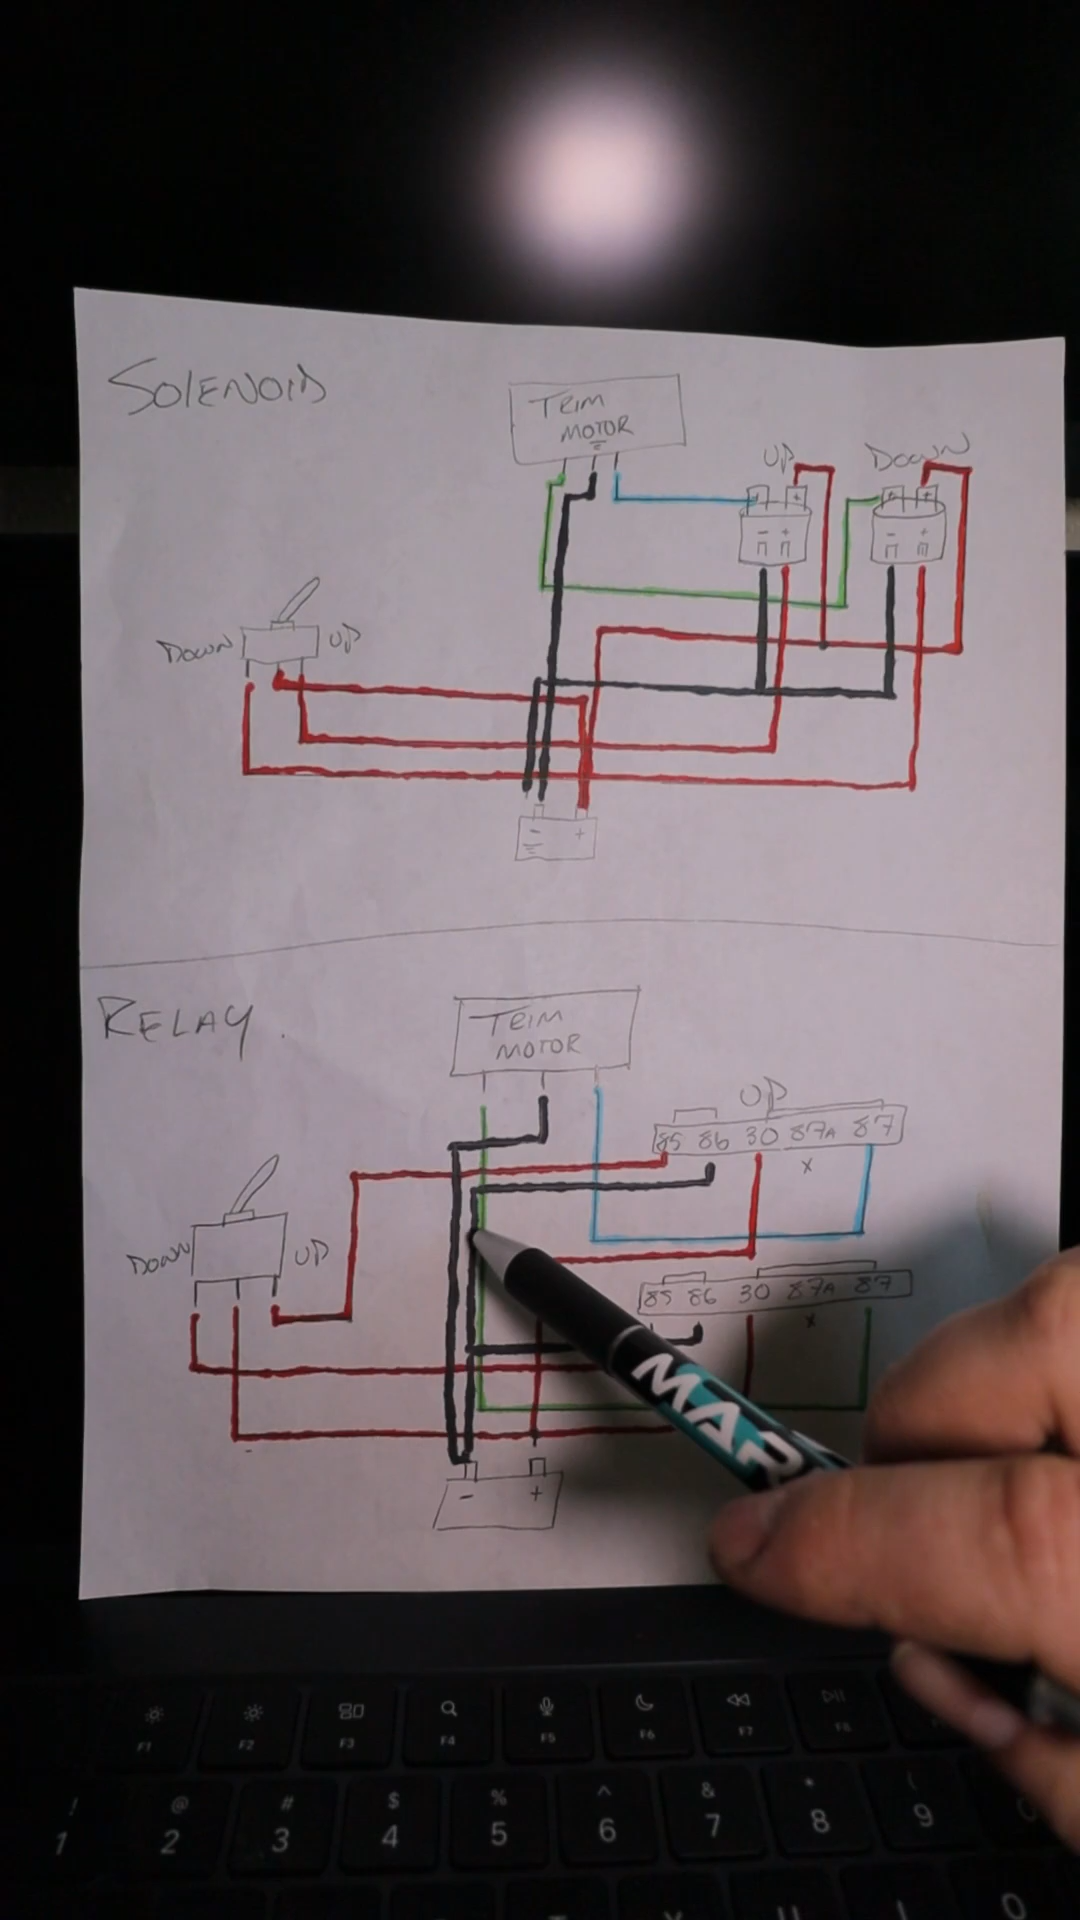 SOLENOID
TRIM
MOTOR
UP
DOWN
- +
- +
DOWN
UP
- +
RELAY.
TRIM
MOTOR
UP
85 86 30 87A 87
x
DOWN
UP
85 86 30 87A 87
x
MAR
- +
F1 F2 F3 F4 F5 F6 F7 F8
! @ # $ % ^ & * (
1 2 3 4 5 6 7 8 9